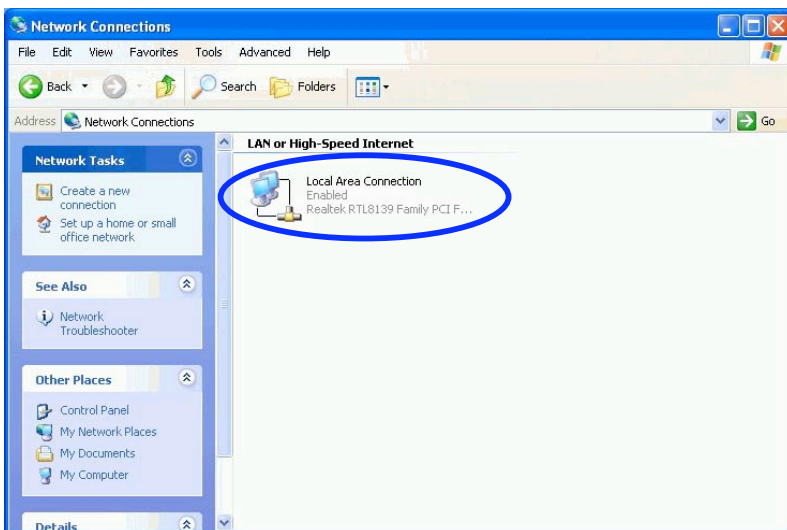 Network Connections
File Edit View Favorites Tools Advanced Help
Back Search Folders
Address Network Connections Go
Network Tasks
Create a new
connection
Set up a home or small
office network
See Also
Network
Troubleshooter
Other Places
Control Panel
My Network Places
My Documents
My Computer
Details
LAN or High-Speed Internet
Local Area Connection
Enabled
Realtek RTL8139 Family PCI F...